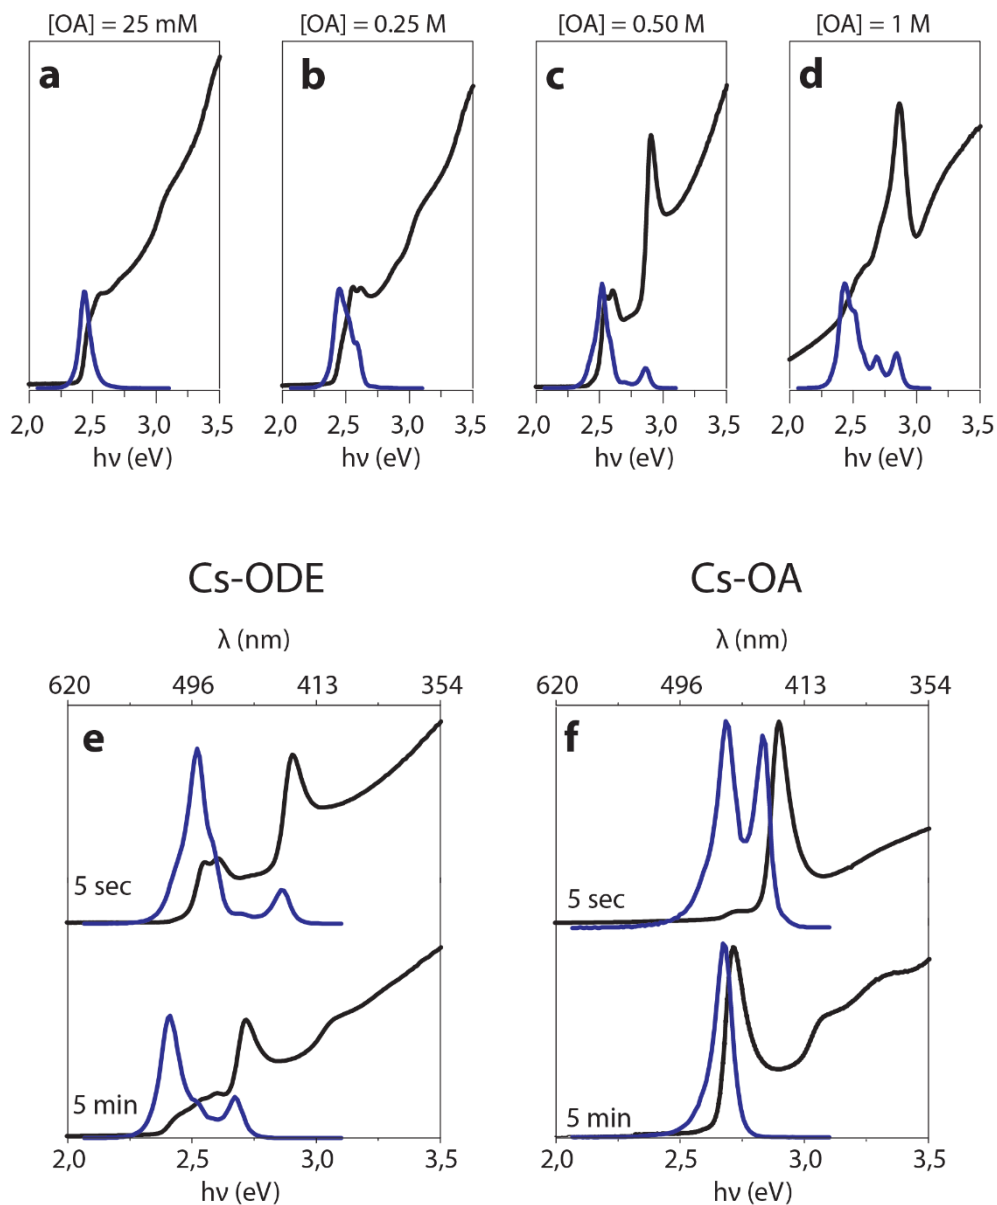 [OA] = 25 mM [OA] = 0.25 M [OA] = 0.50 M [OA] = 1 M
a b c d
2,0 2,5 3,0 3,5 2,0 2,5 3,0 3,5 2,0 2,5 3,0 3,5 2,0 2,5 3,0 3,5
hν (eV) hν (eV) hν (eV) hν (eV)
Cs-ODE Cs-OA
λ (nm) λ (nm)
620 496 413 354 620 496 413 354
e f
5 sec 5 sec
5 min 5 min
2,0 2,5 3,0 3,5 2,0 2,5 3,0 3,5
hν (eV) hν (eV)